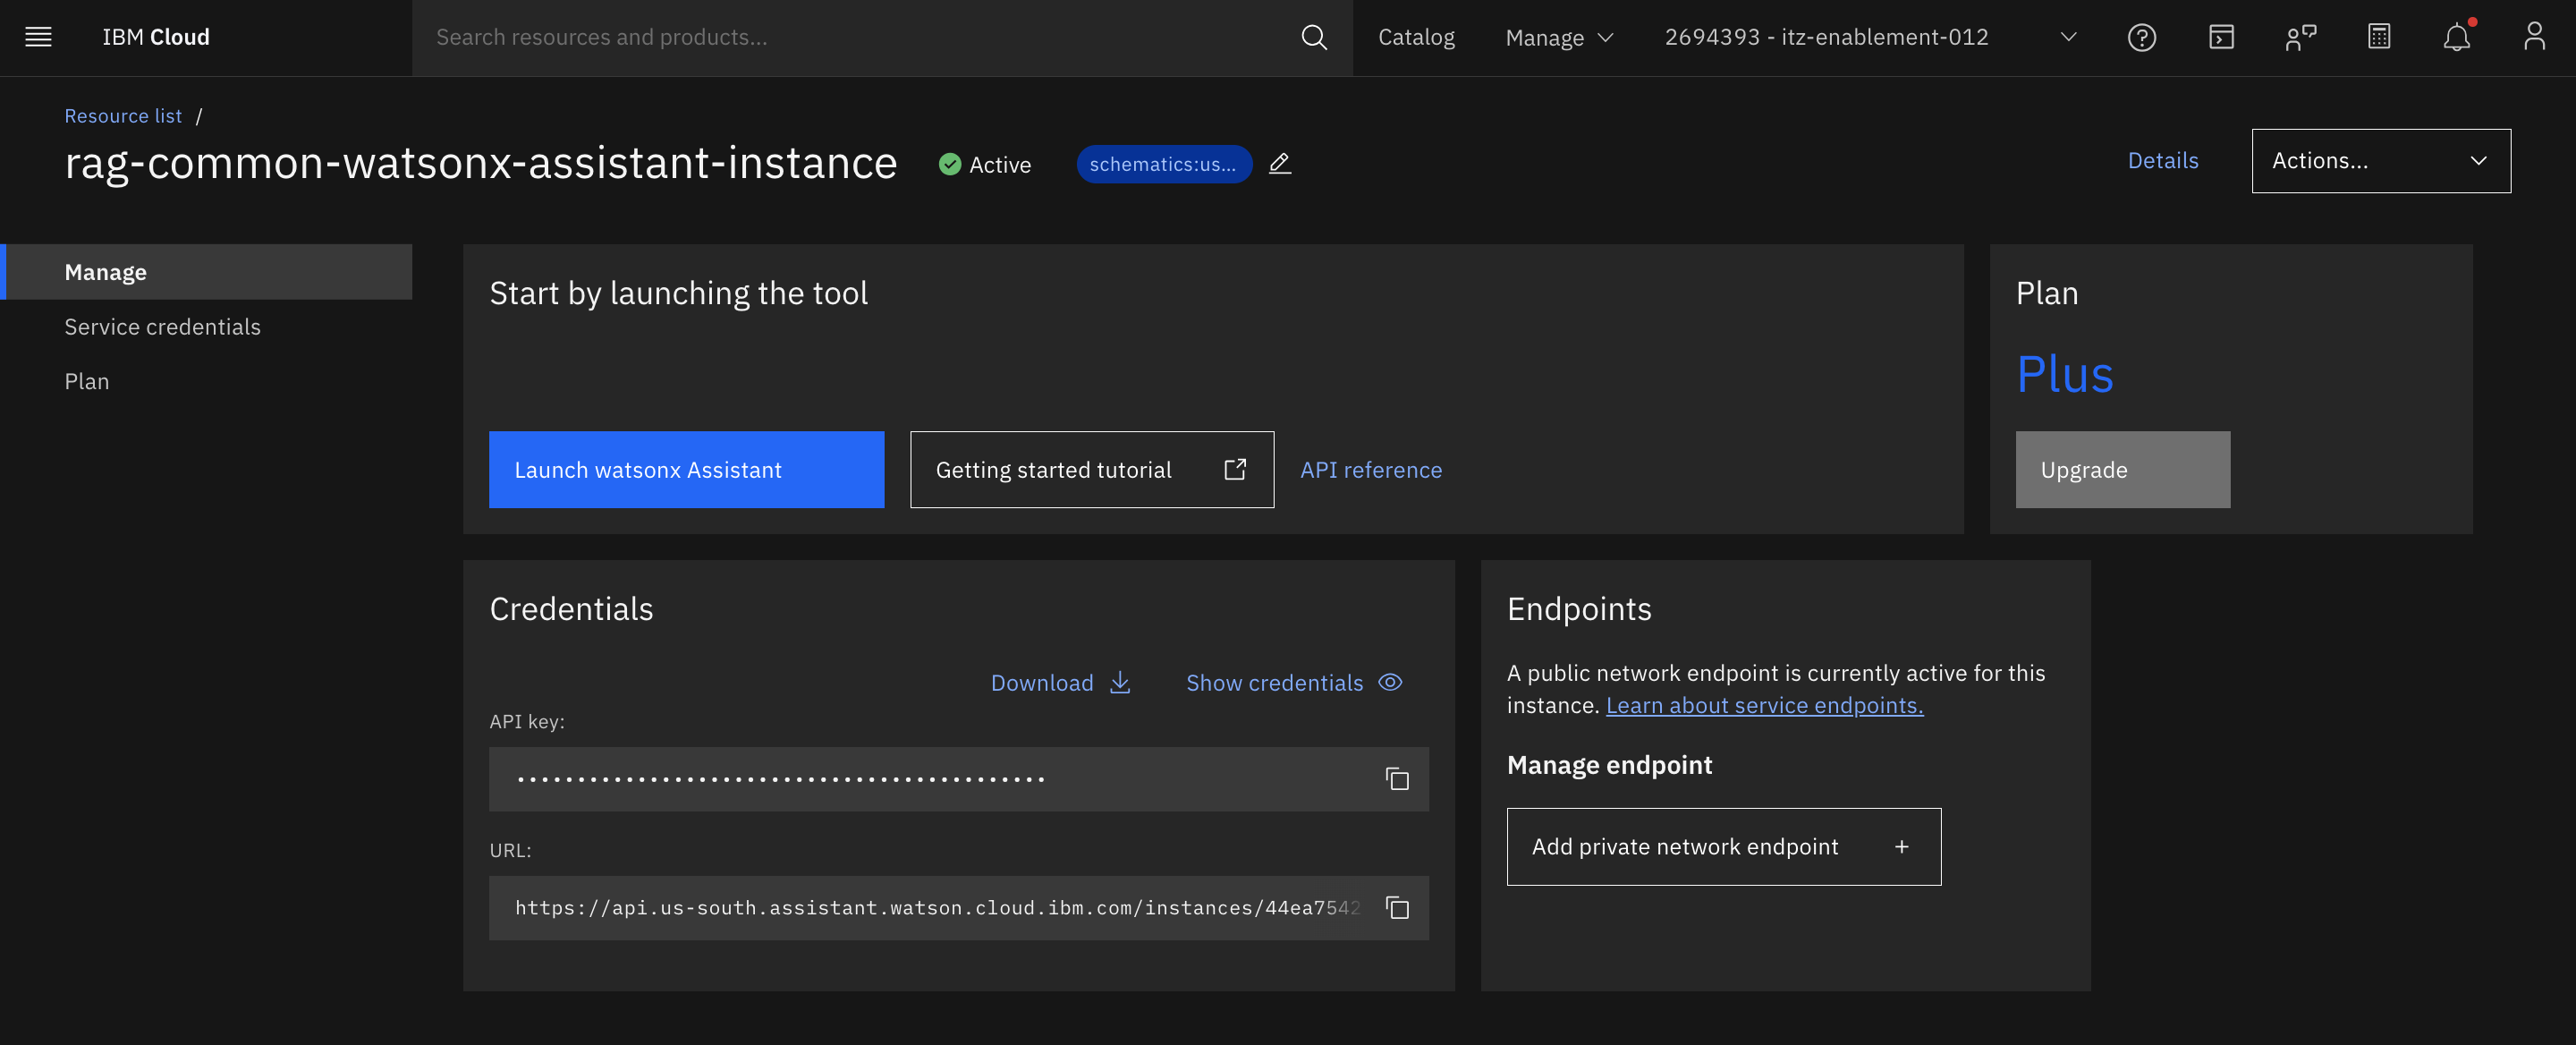 IBM Cloud
Search resources and products...
Catalog
Manage
2694393 - itz-enablement-012
Resource list /
rag-common-watsonx-assistant-instance
Active
schematics:us...
Details
Actions...
Manage
Service credentials
Plan
Start by launching the tool
Launch watsonx Assistant
Getting started tutorial
API reference
Plan
Plus
Upgrade
Credentials
Download
Show credentials
API key:
••••••••••••••••••••••••••••••••••••••••••••
URL:
https://api.us-south.assistant.watson.cloud.ibm.com/instances/44ea7542
Endpoints
A public network endpoint is currently active for this
instance. Learn about service endpoints.
Manage endpoint
Add private network endpoint +